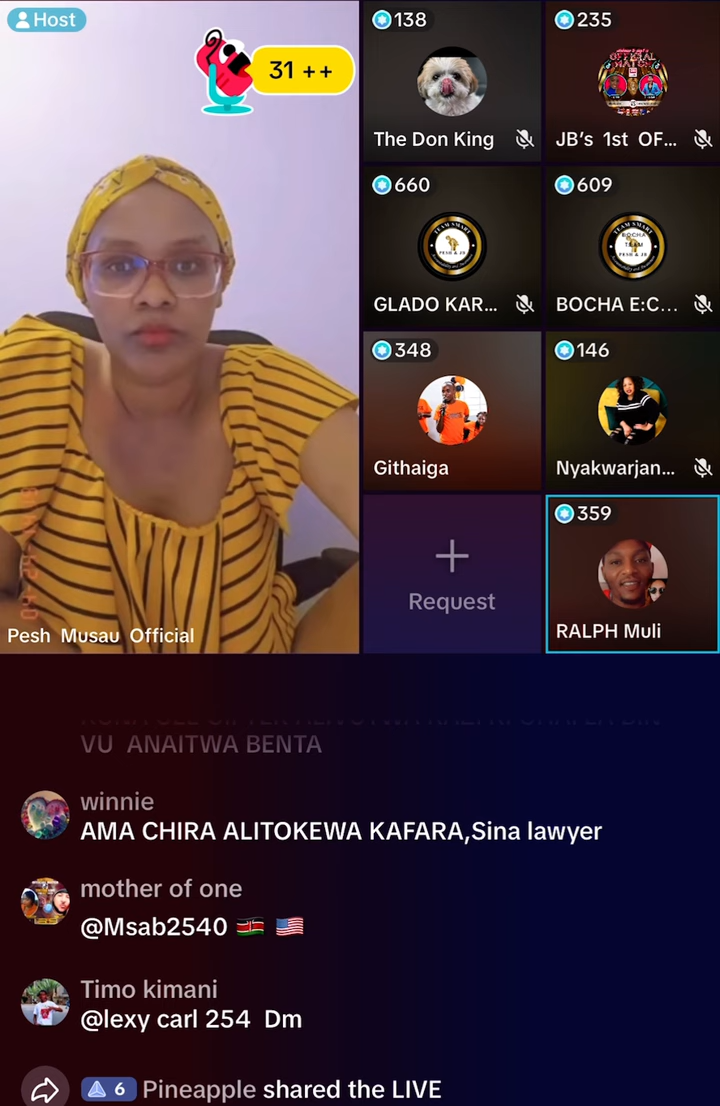 Host
31 ++
138
The Don King
235
JB's 1st OF...
660
GLADO KAR...
609
BOCHA E:C...
348
Githaiga
146
Nyakwarjan...
Request
359
RALPH Muli
Pesh Musau Official
VU ANAITWA BENTA
winnie
AMA CHIRA ALITOKEWA KAFARA,Sina lawyer
mother of one
@Msab2540 🇰🇪 🇺🇸
Timo kimani
@lexy carl 254 Dm
6 Pineapple shared the LIVE